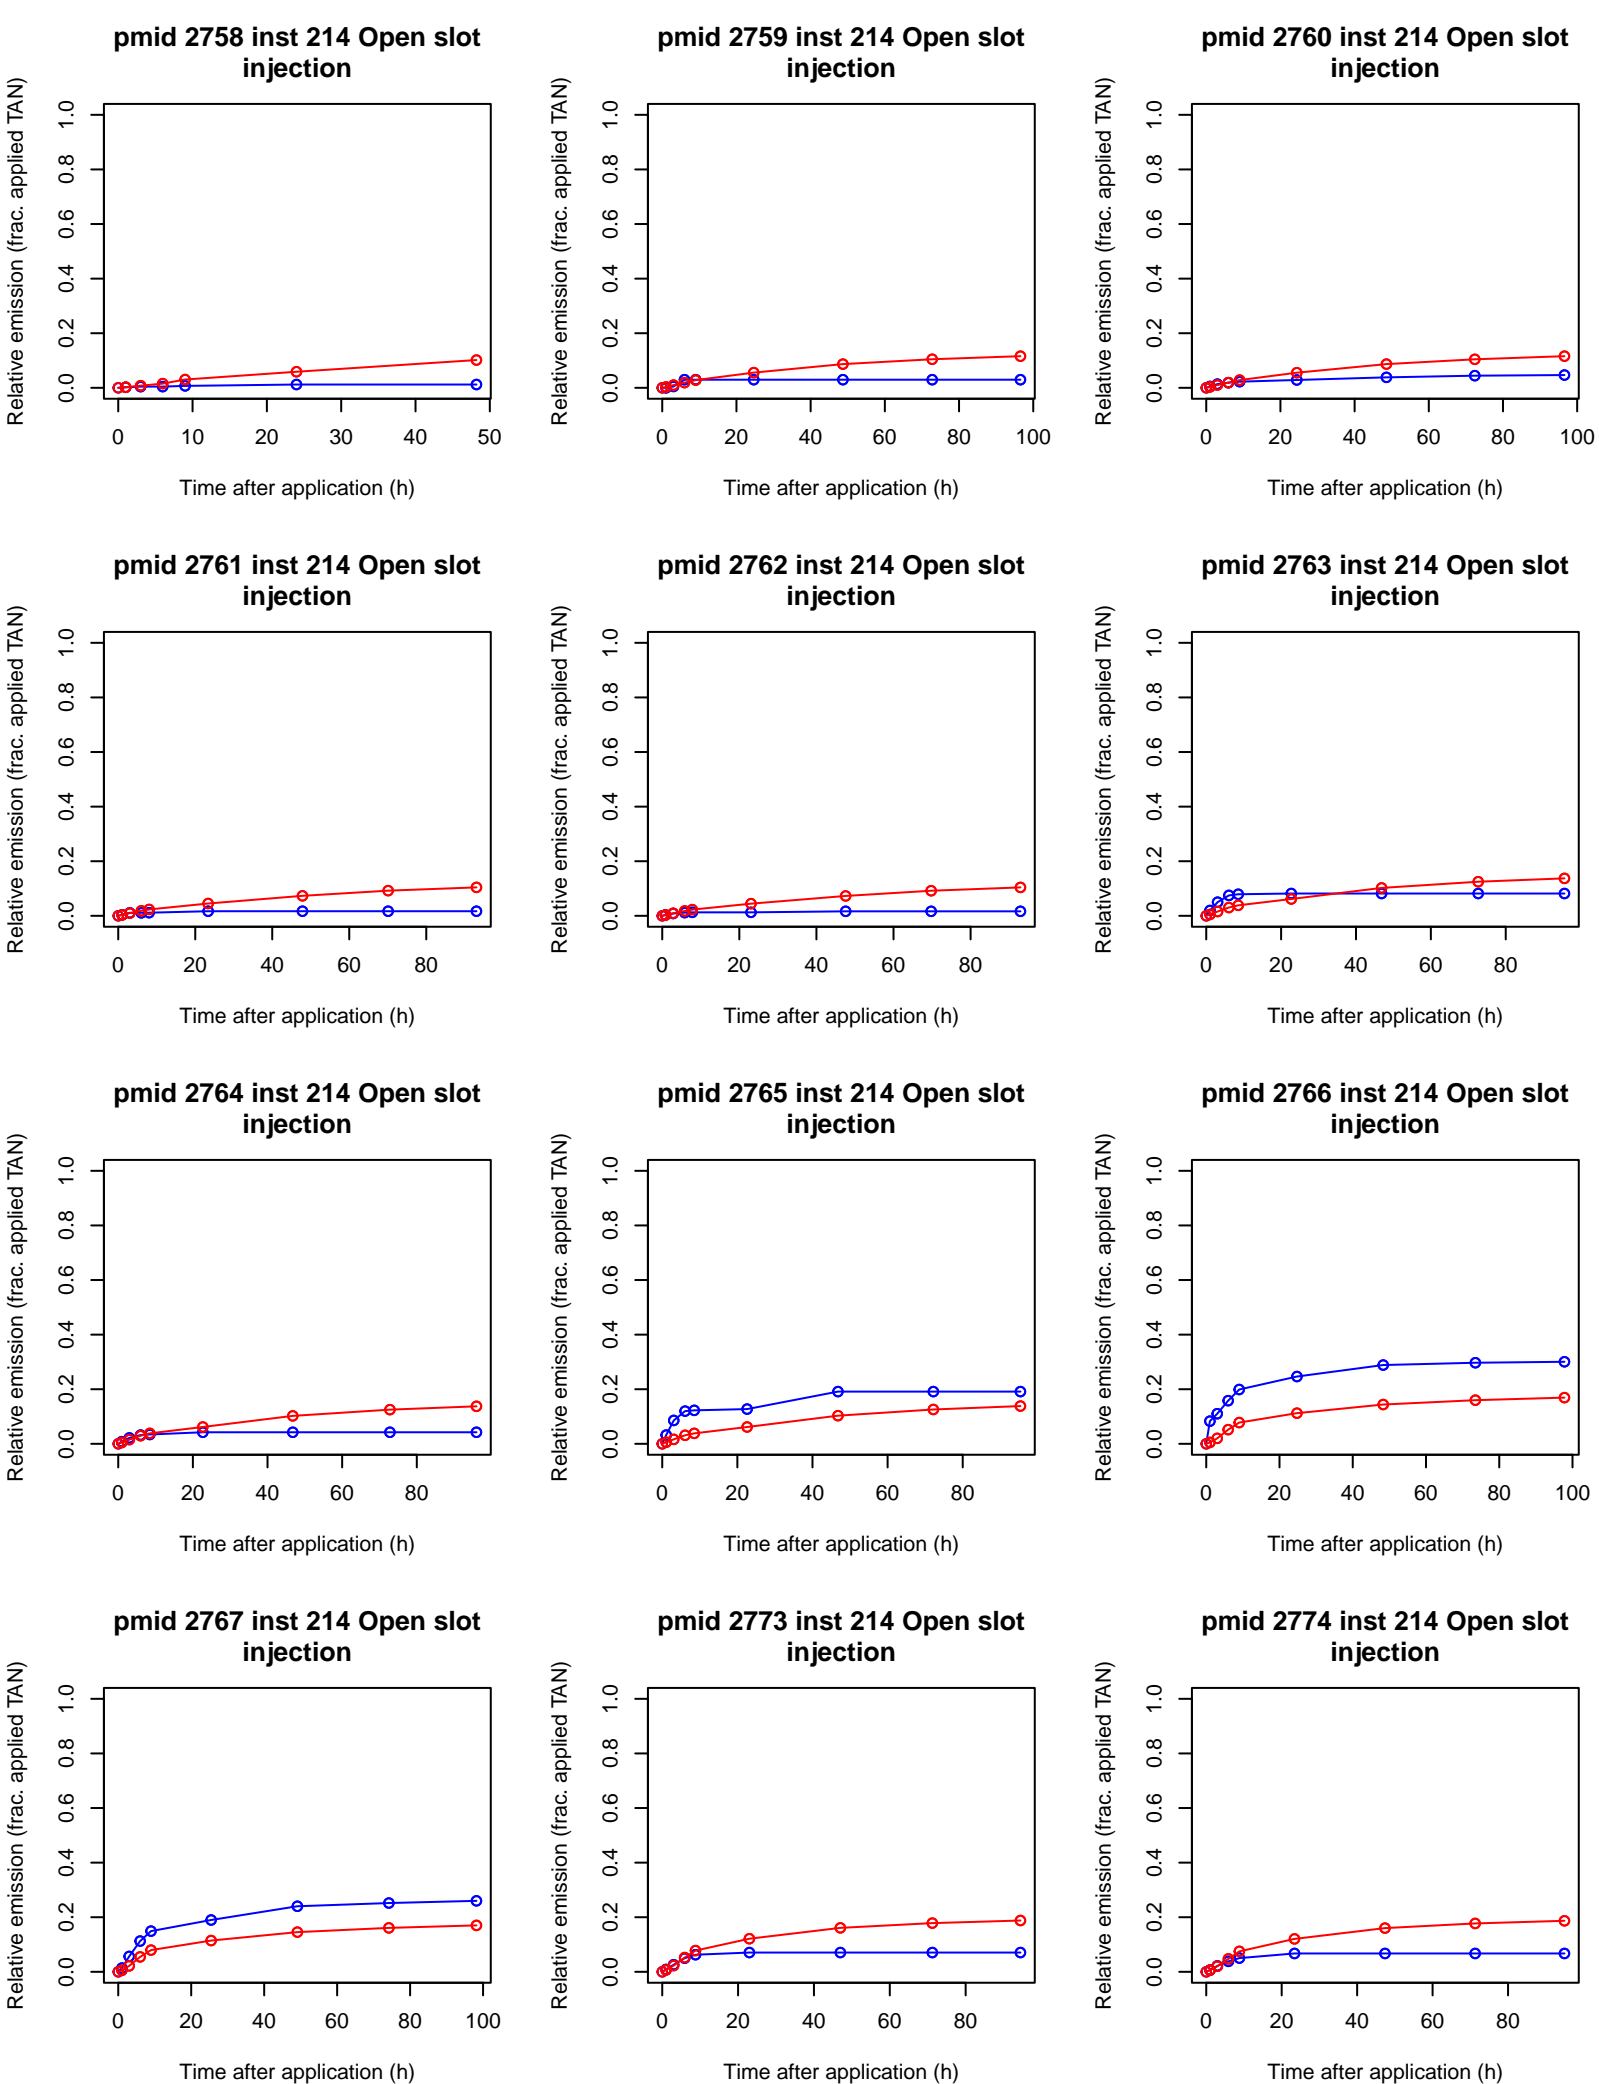 pmid 2758 inst 214 Open slot
injection
Relative emission (frac. applied TAN)
1.0
0.8
0.6
0.4
0.2
0.0
0 10 20 30 40 50
Time after application (h)
pmid 2759 inst 214 Open slot
injection
Relative emission (frac. applied TAN)
1.0
0.8
0.6
0.4
0.2
0.0
0 20 40 60 80 100
Time after application (h)
pmid 2760 inst 214 Open slot
injection
Relative emission (frac. applied TAN)
1.0
0.8
0.6
0.4
0.2
0.0
0 20 40 60 80 100
Time after application (h)
pmid 2761 inst 214 Open slot
injection
Relative emission (frac. applied TAN)
1.0
0.8
0.6
0.4
0.2
0.0
0 20 40 60 80
Time after application (h)
pmid 2762 inst 214 Open slot
injection
Relative emission (frac. applied TAN)
1.0
0.8
0.6
0.4
0.2
0.0
0 20 40 60 80
Time after application (h)
pmid 2763 inst 214 Open slot
injection
Relative emission (frac. applied TAN)
1.0
0.8
0.6
0.4
0.2
0.0
0 20 40 60 80
Time after application (h)
pmid 2764 inst 214 Open slot
injection
Relative emission (frac. applied TAN)
1.0
0.8
0.6
0.4
0.2
0.0
0 20 40 60 80
Time after application (h)
pmid 2765 inst 214 Open slot
injection
Relative emission (frac. applied TAN)
1.0
0.8
0.6
0.4
0.2
0.0
0 20 40 60 80
Time after application (h)
pmid 2766 inst 214 Open slot
injection
Relative emission (frac. applied TAN)
1.0
0.8
0.6
0.4
0.2
0.0
0 20 40 60 80 100
Time after application (h)
pmid 2767 inst 214 Open slot
injection
Relative emission (frac. applied TAN)
1.0
0.8
0.6
0.4
0.2
0.0
0 20 40 60 80 100
Time after application (h)
pmid 2773 inst 214 Open slot
injection
Relative emission (frac. applied TAN)
1.0
0.8
0.6
0.4
0.2
0.0
0 20 40 60 80
Time after application (h)
pmid 2774 inst 214 Open slot
injection
Relative emission (frac. applied TAN)
1.0
0.8
0.6
0.4
0.2
0.0
0 20 40 60 80
Time after application (h)